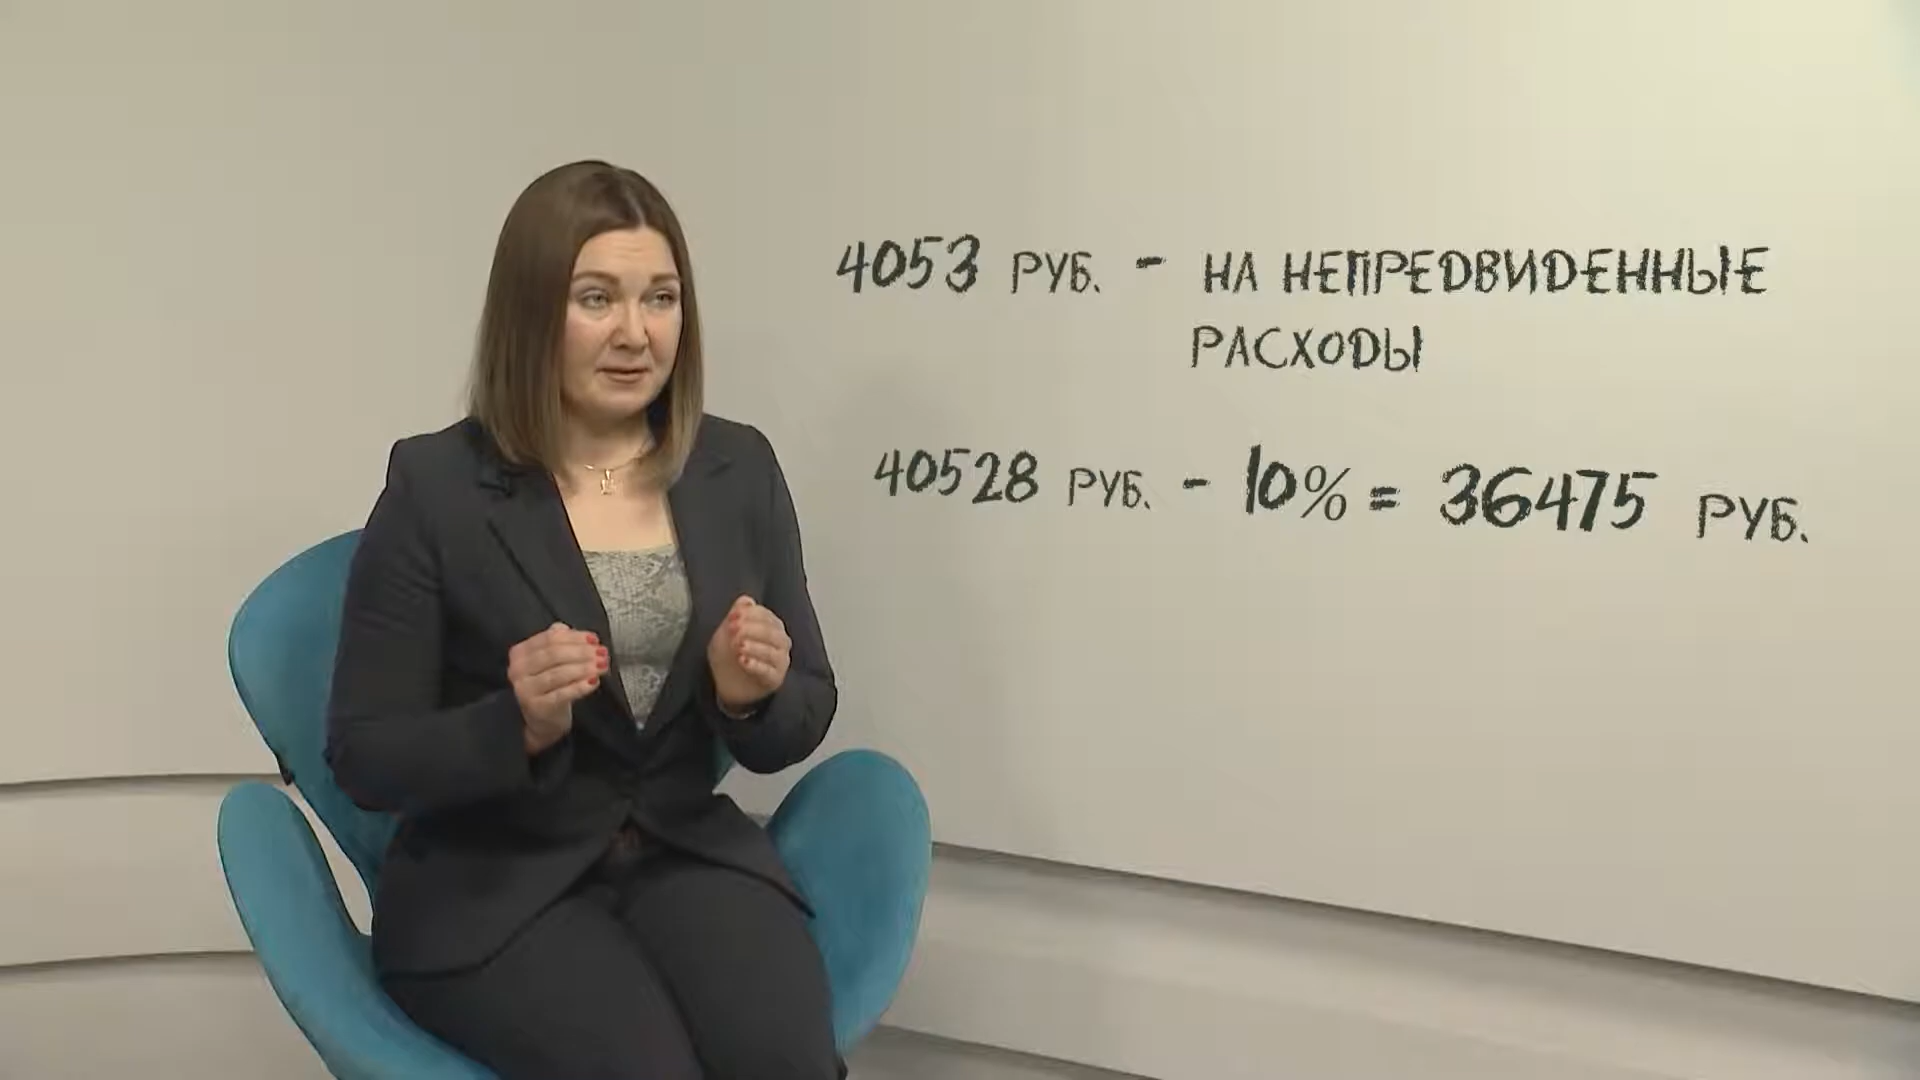 4053 РУБ. - НА НЕПРЕДВИДЕННЫЕ
РАСХОДЫ
40528 РУБ. - 10% = 36475 РУБ.